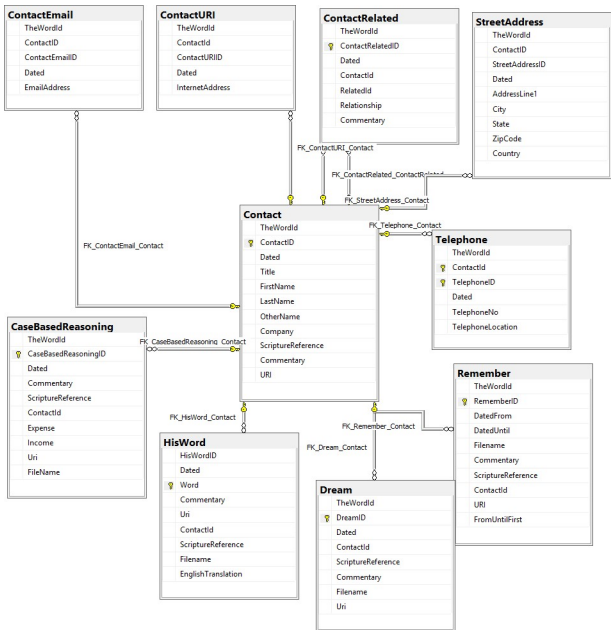 ContactEmail
TheWordId
ContactID
ContactEmailID
Dated
EmailAddress
ContactURI
TheWordId
ContactId
ContactURIID
Dated
InternetAddress
ContactRelated
TheWordId
ContactRelatedID
Dated
ContactId
RelatedId
Relationship
Commentary
StreetAddress
TheWordId
ContactID
StreetAddressID
Dated
AddressLine1
City
State
ZipCode
Country
FK_ContactURI_Contact
FK_ContactRelated_ContactRelated
FK_StreetAddress_Contact
FK_Telephone_Contact
FK_ContactEmail_Contact
Contact
TheWordId
ContactID
Dated
Title
FirstName
LastName
OtherName
Company
ScriptureReference
Commentary
URI
Telephone
TheWordId
ContactId
TelephoneID
Dated
TelephoneNo
TelephoneLocation
CaseBasedReasoning
TheWordId
CaseBasedReasoningID
Dated
Commentary
ScriptureReference
ContactId
Expense
Income
Uri
FileName
FK_CaseBasedReasoning_Contact
FK_HisWord_Contact
FK_Remember_Contact
FK_Dream_Contact
Remember
TheWordId
RememberID
DatedFrom
DatedUntil
Filename
Commentary
ScriptureReference
ContactId
URI
FromUntilFirst
HisWord
HisWordID
Dated
Word
Commentary
Uri
ContactId
ScriptureReference
Filename
EnglishTranslation
Dream
TheWordId
DreamID
Dated
ContactId
ScriptureReference
Commentary
Filename
Uri